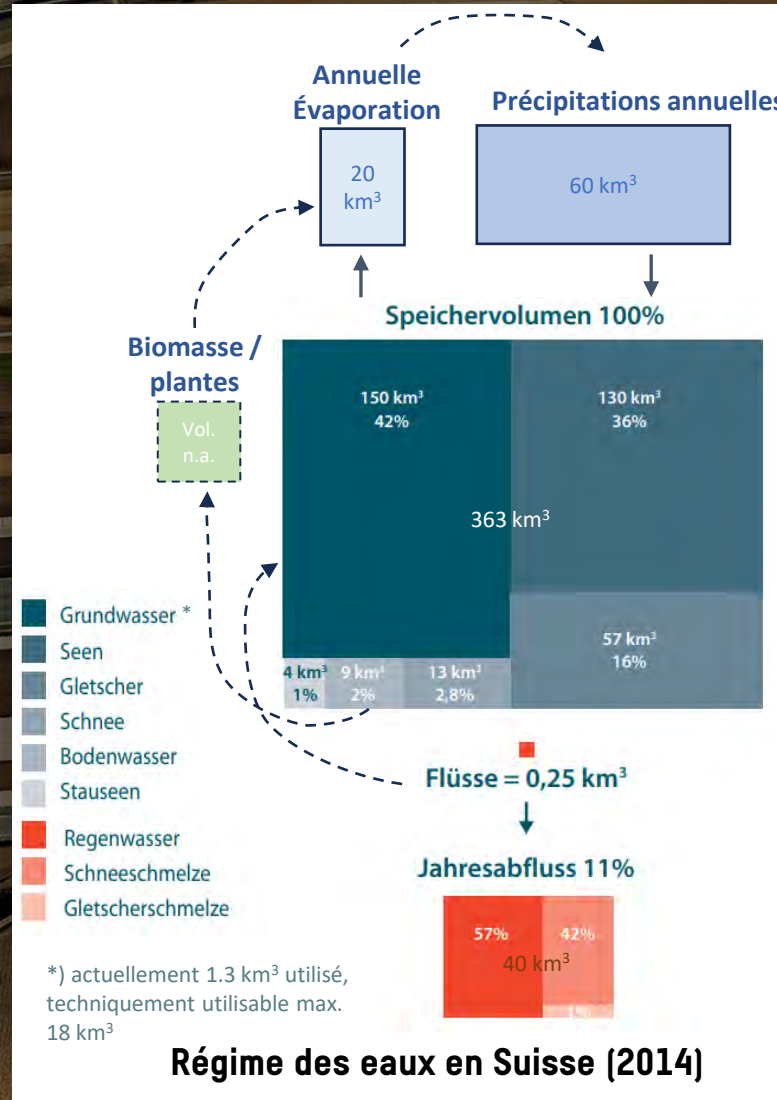 Annuelle
Évaporation
Précipitations annuelles
20
km³
60 km³
Speichervolumen 100%
Biomasse /
plantes
Vol.
n.a.
150 km³
42%
130 km³
36%
363 km³
57 km³
16%
4 km³
1%
9 km³
2%
13 km³
2,8%
Grundwasser *
Seen
Gletscher
Schnee
Bodenwasser
Stauseen
Regenwasser
Schneeschmelze
Gletscherschmelze
Flüsse = 0,25 km³
Jahresabfluss 11%
57%
42%
40 km³
1%
*) actuellement 1.3 km³ utilisé,
techniquement utilisable max.
18 km³
Régime des eaux en Suisse (2014)